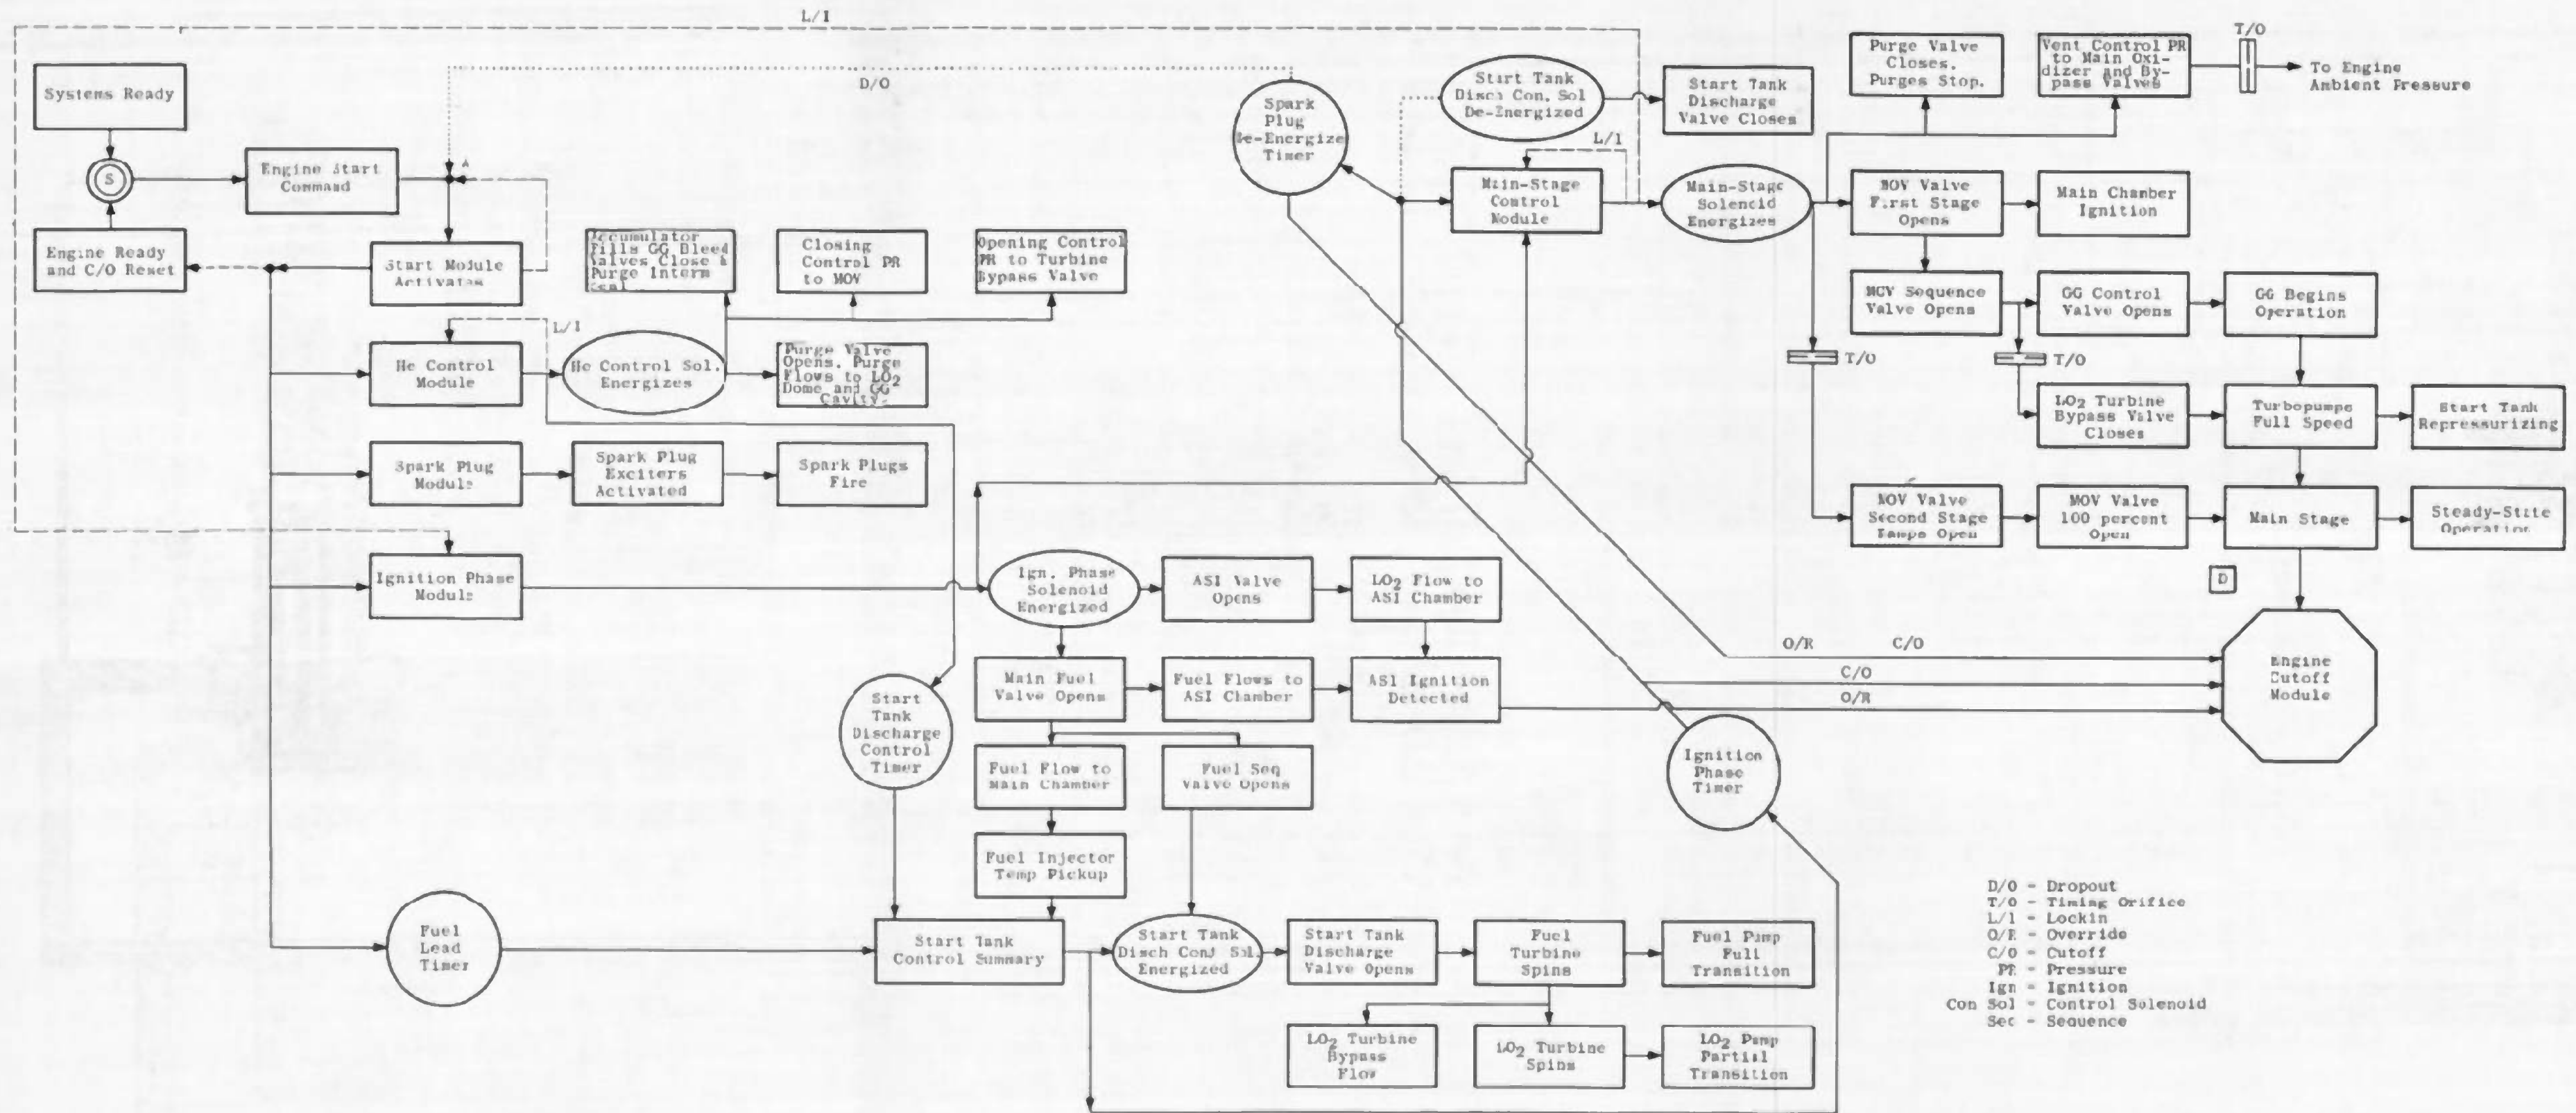 L/I
Systems Ready
S
Engine Start
Command
Engine Ready
and C/O Reset
A
Start Module
Activates
D/O
L/I
He Control
Module
He Control Sol.
Energizes
Accumulator
Fills GG Bleed
Valves Close &
Purge Interm
Seal
Closing
Control PR
to MOV
Opening Control
PR to Turbine
Bypass Valve
Purge Valve
Opens. Purge
Flows to LO2
Dome and GG
Cavity.
Spark Plug
Module
Spark Plug
Exciters
Activated
Spark Plugs
Fire
Ignition Phase
Module
Spark
Plug
De-Energize
Timer
Start Tank
Disch Con. Sol
De-Energized
Start Tank
Discharge
Valve Closes
L/I
Main-Stage
Control
Module
Main-Stage
Solenoid
Energizes
Purge Valve
Closes.
Purges Stop.
Vent Control PR
to Main Oxi-
dizer and By-
pass Valves
T/O
To Engine
Ambient Pressure
MOV Valve
First Stage
Opens
Main Chamber
Ignition
MOV Sequence
Valve Opens
GG Control
Valve Opens
GG Begins
Operation
T/O
T/O
LO2 Turbine
Bypass Valve
Closes
Turbopumps
Full Speed
Start Tank
Repressurizing
MOV Valve
Second Stage
Ramps Open
MOV Valve
100 percent
Open
Main Stage
Steady-State
Operation
D
Ign. Phase
Solenoid
Energized
ASI Valve
Opens
LO2 Flow to
ASI Chamber
Main Fuel
Valve Opens
Fuel Flows to
ASI Chamber
ASI Ignition
Detected
O/R C/O
C/O
O/R
Engine
Cutoff
Module
Start
Tank
Discharge
Control
Timer
Fuel Flow to
Main Chamber
Fuel Seq
Valve Opens
Ignition
Phase
Timer
Fuel Injector
Temp Pickup
Fuel
Lead
Timer
Start Tank
Control Summary
Start Tank
Disch Con. Sol.
Energized
Start Tank
Discharge
Valve Opens
Fuel
Turbine
Spins
Fuel Pump
Full
Transition
LO2 Turbine
Bypass
Flow
LO2 Turbine
Spins
LO2 Pump
Partial
Transition
D/O - Dropout
T/O - Timing Orifice
L/I = Lockin
O/R - Override
C/O = Cutoff
PR - Pressure
Ign = Ignition
Con Sol = Control Solenoid
Sec - Sequence